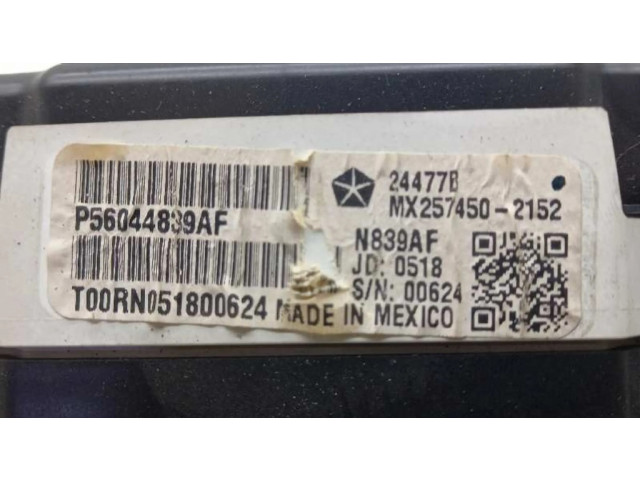 24477B
P56044839AF
MX257450-2152
N839AF
JD: 0518
S/N: 00624
T00RN051800624 MADE IN MEXICO